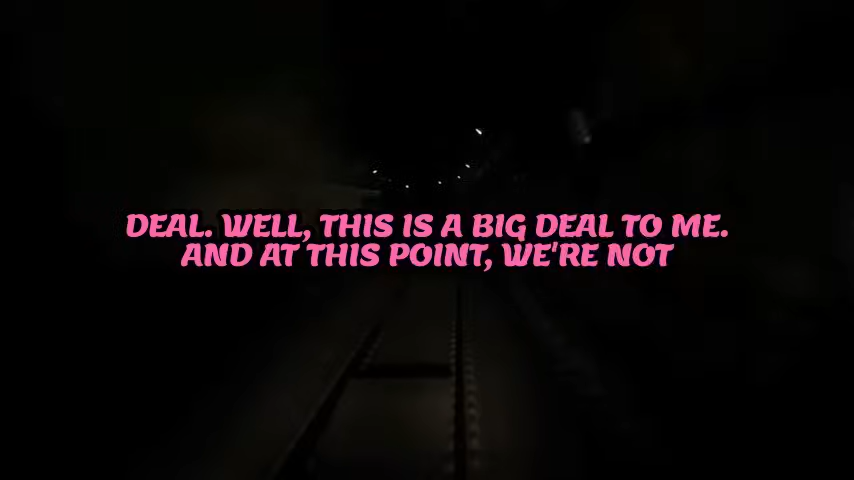 DEAL. WELL, THIS IS A BIG DEAL TO ME.
AND AT THIS POINT, WE'RE NOT